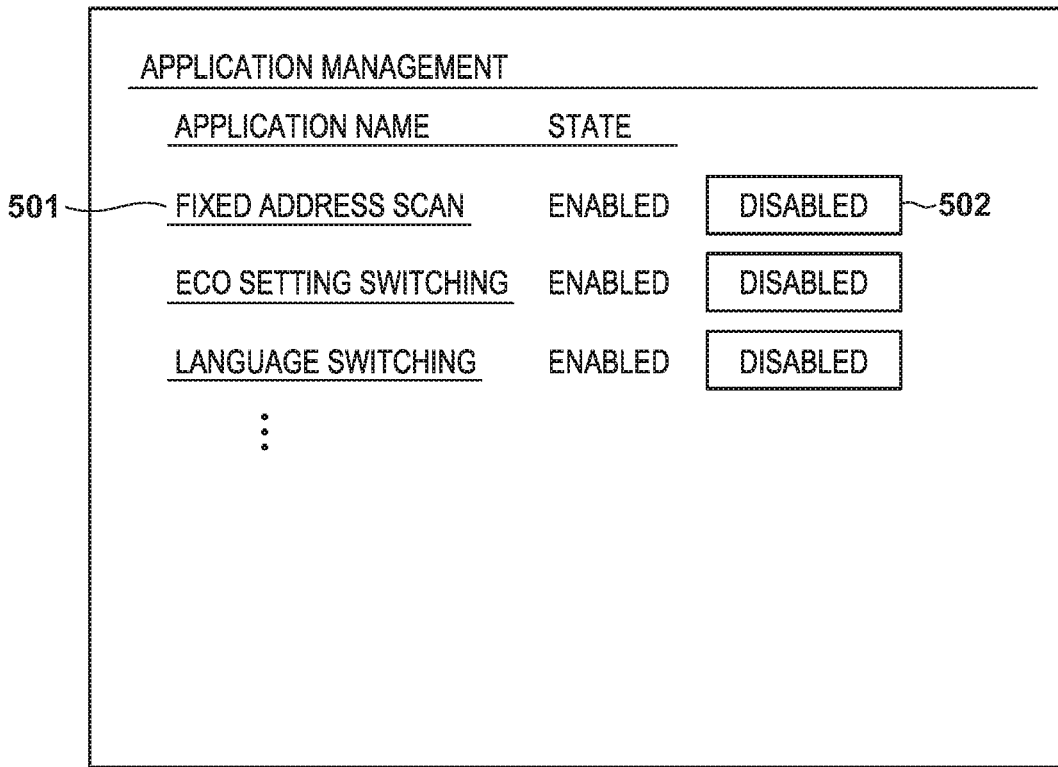 APPLICATION MANAGEMENT
APPLICATION NAME STATE
501 FIXED ADDRESS SCAN ENABLED DISABLED 502
ECO SETTING SWITCHING ENABLED DISABLED
LANGUAGE SWITCHING ENABLED DISABLED